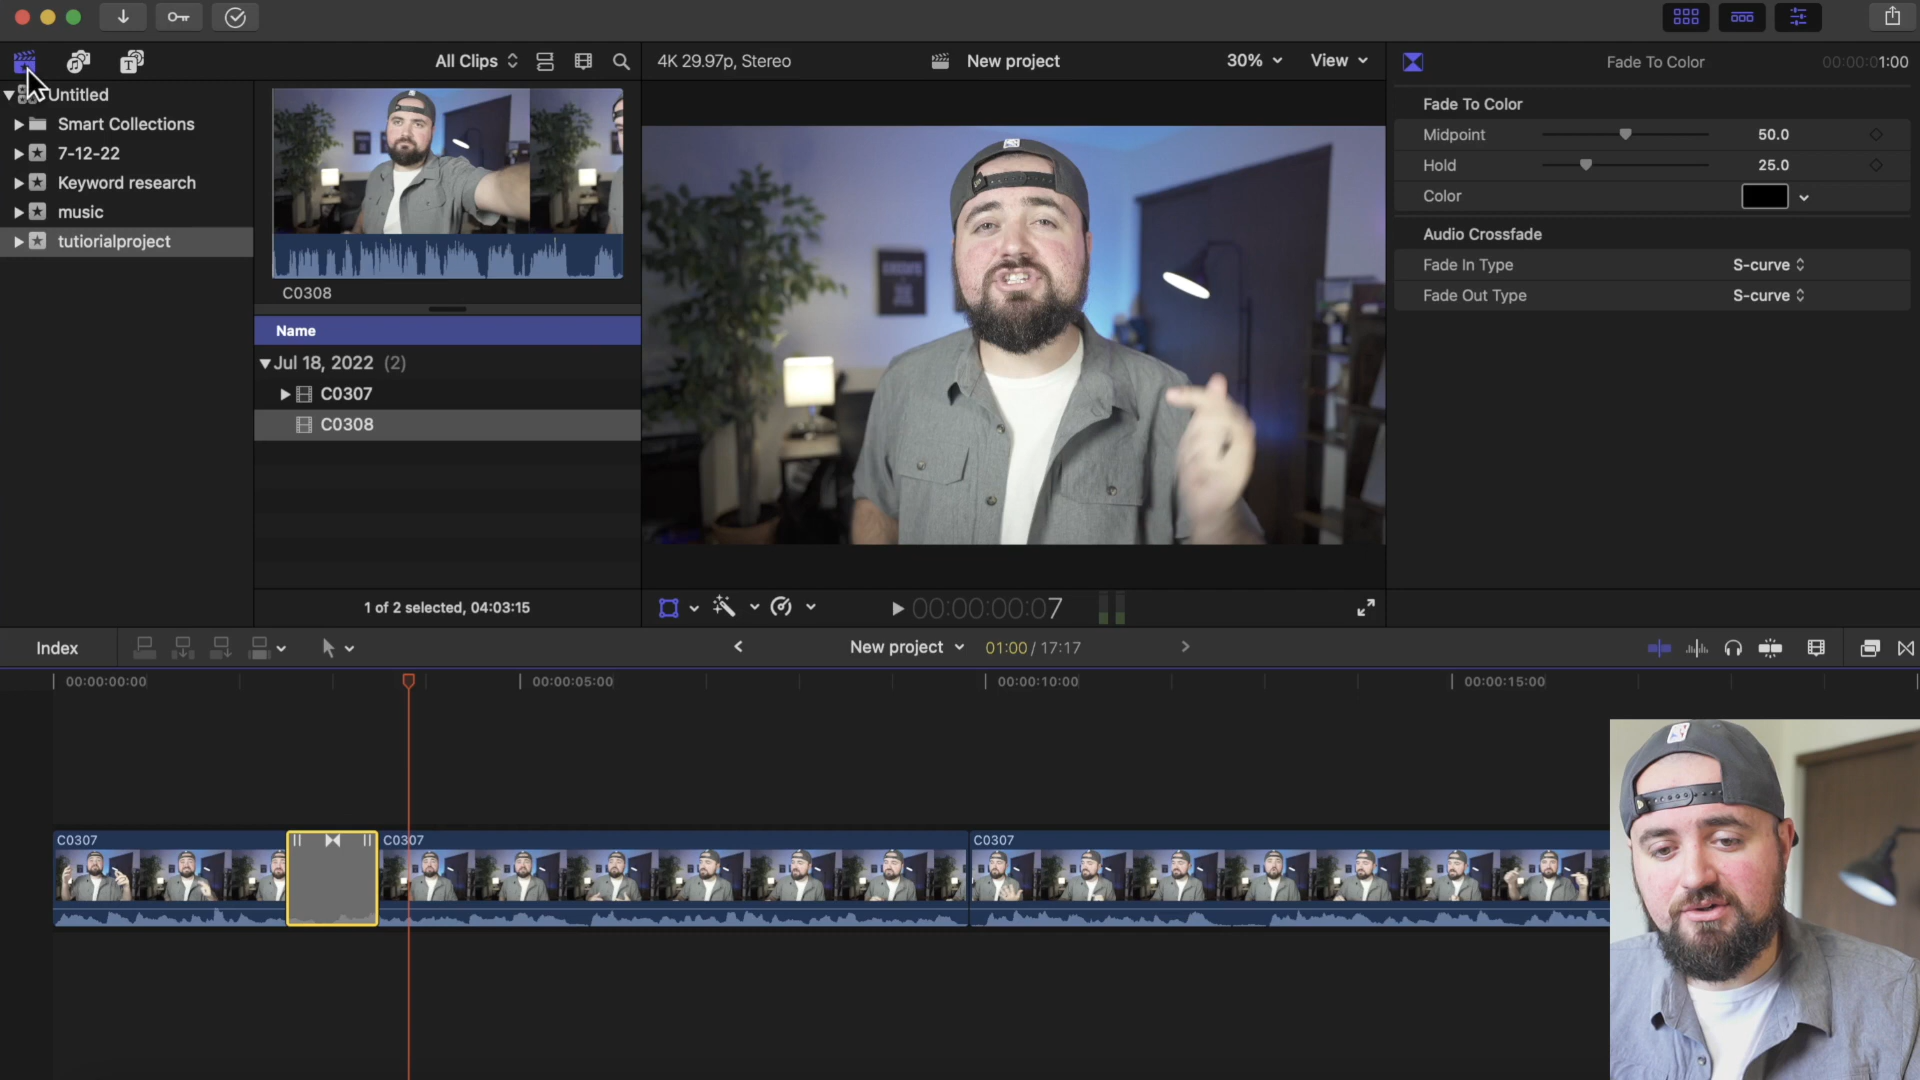 All Clips
4K 29.97p, Stereo
New project
30%
View
Fade To Color
00:00:01:00
Untitled
Smart Collections
7-12-22
Keyword research
music
tutiorialproject
C0308
Name
Jul 18, 2022 (2)
C0307
C0308
1 of 2 selected, 04:03:15
Fade To Color
Midpoint
50.0
Hold
25.0
Color
Audio Crossfade
Fade In Type
S-curve
Fade Out Type
S-curve
00:00:00:07
Index
New project
01:00 / 17:17
00:00:00:00
00:00:05:00
00:00:10:00
00:00:15:00
C0307
C0307
C0307